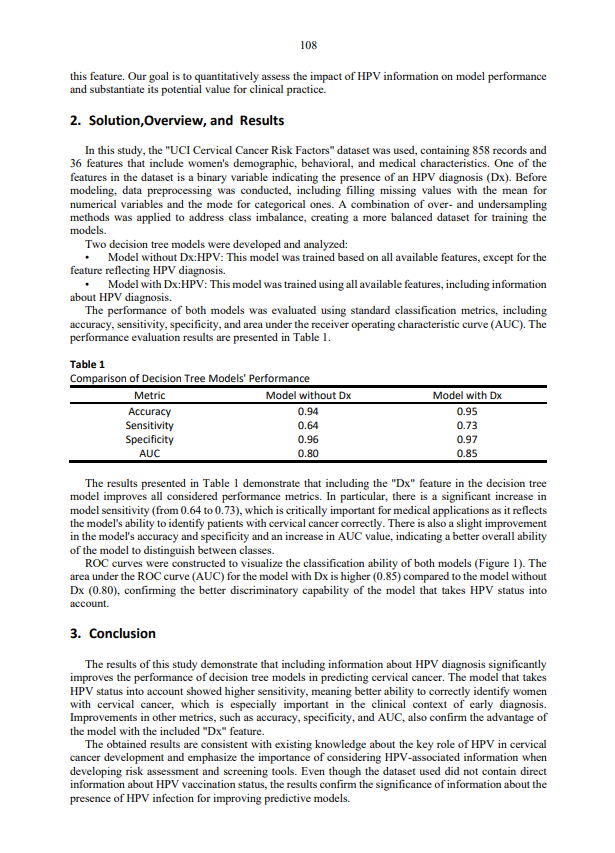 108
this feature. Our goal is to quantitatively assess the impact of HPV information on model performance
and substantiate its potential value for clinical practice.
2. Solution,Overview, and Results
In this study, the "UCI Cervical Cancer Risk Factors" dataset was used, containing 858 records and
36 features that include women's demographic, behavioral, and medical characteristics. One of the
features in the dataset is a binary variable indicating the presence of an HPV diagnosis (Dx). Before
modeling, data preprocessing was conducted, including filling missing values with the mean for
numerical variables and the mode for categorical ones. A combination of over- and undersampling
methods was applied to address class imbalance, creating a more balanced dataset for training the
models.
Two decision tree models were developed and analyzed:
• Model without Dx:HPV: This model was trained based on all available features, except for the
feature reflecting HPV diagnosis.
• Model with Dx:HPV: This model was trained using all available features, including information
about HPV diagnosis.
The performance of both models was evaluated using standard classification metrics, including
accuracy, sensitivity, specificity, and area under the receiver operating characteristic curve (AUC). The
performance evaluation results are presented in Table 1.
Table 1
Comparison of Decision Tree Models' Performance
Metric Model without Dx Model with Dx
Accuracy 0.94 0.95
Sensitivity 0.64 0.73
Specificity 0.96 0.97
AUC 0.80 0.85
The results presented in Table 1 demonstrate that including the "Dx" feature in the decision tree
model improves all considered performance metrics. In particular, there is a significant increase in
model sensitivity (from 0.64 to 0.73), which is critically important for medical applications as it reflects
the model's ability to identify patients with cervical cancer correctly. There is also a slight improvement
in the model's accuracy and specificity and an increase in AUC value, indicating a better overall ability
of the model to distinguish between classes.
ROC curves were constructed to visualize the classification ability of both models (Figure 1). The
area under the ROC curve (AUC) for the model with Dx is higher (0.85) compared to the model without
Dx (0.80), confirming the better discriminatory capability of the model that takes HPV status into
account.
3. Conclusion
The results of this study demonstrate that including information about HPV diagnosis significantly
improves the performance of decision tree models in predicting cervical cancer. The model that takes
HPV status into account showed higher sensitivity, meaning better ability to correctly identify women
with cervical cancer, which is especially important in the clinical context of early diagnosis.
Improvements in other metrics, such as accuracy, specificity, and AUC, also confirm the advantage of
the model with the included "Dx" feature.
The obtained results are consistent with existing knowledge about the key role of HPV in cervical
cancer development and emphasize the importance of considering HPV-associated information when
developing risk assessment and screening tools. Even though the dataset used did not contain direct
information about HPV vaccination status, the results confirm the significance of information about the
presence of HPV infection for improving predictive models.